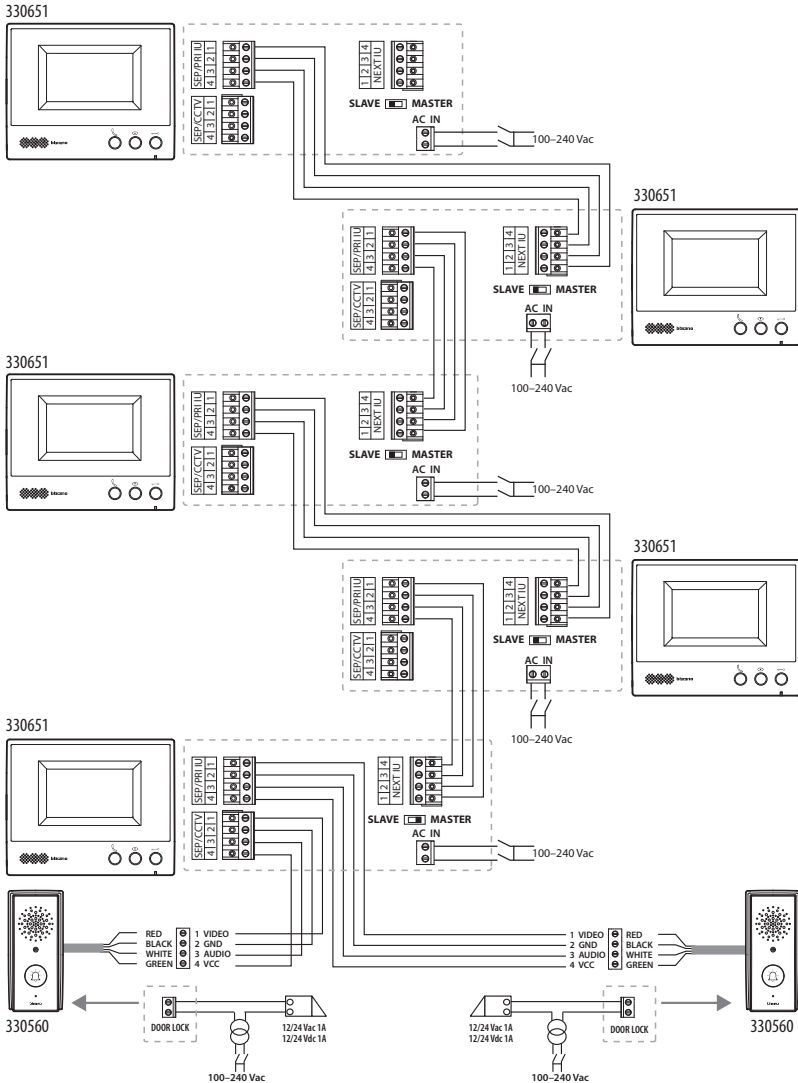 330651
SEP/PRI IU
4 3 2 1
1 2 3 4
NEXT IU
SEP/CCTV
4 3 2 1
SLAVE MASTER
AC IN
100–240 Vac
330651
SEP/PRI IU
4 3 2 1
1 2 3 4
NEXT IU
SEP/CCTV
4 3 2 1
SLAVE MASTER
AC IN
100–240 Vac
330651
SEP/PRI IU
4 3 2 1
1 2 3 4
NEXT IU
SEP/CCTV
4 3 2 1
SLAVE MASTER
AC IN
100–240 Vac
330651
SEP/PRI IU
4 3 2 1
1 2 3 4
NEXT IU
SEP/CCTV
4 3 2 1
SLAVE MASTER
AC IN
100–240 Vac
330651
SEP/PRI IU
4 3 2 1
1 2 3 4
NEXT IU
SEP/CCTV
4 3 2 1
SLAVE MASTER
AC IN
100–240 Vac
RED 1 VIDEO
BLACK 2 GND
WHITE 3 AUDIO
GREEN 4 VCC
330560
DOOR LOCK
12/24 Vac 1A
12/24 Vdc 1A
100–240 Vac
1 VIDEO RED
2 GND BLACK
3 AUDIO WHITE
4 VCC GREEN
12/24 Vac 1A
12/24 Vdc 1A
DOOR LOCK
330560
100–240 Vac